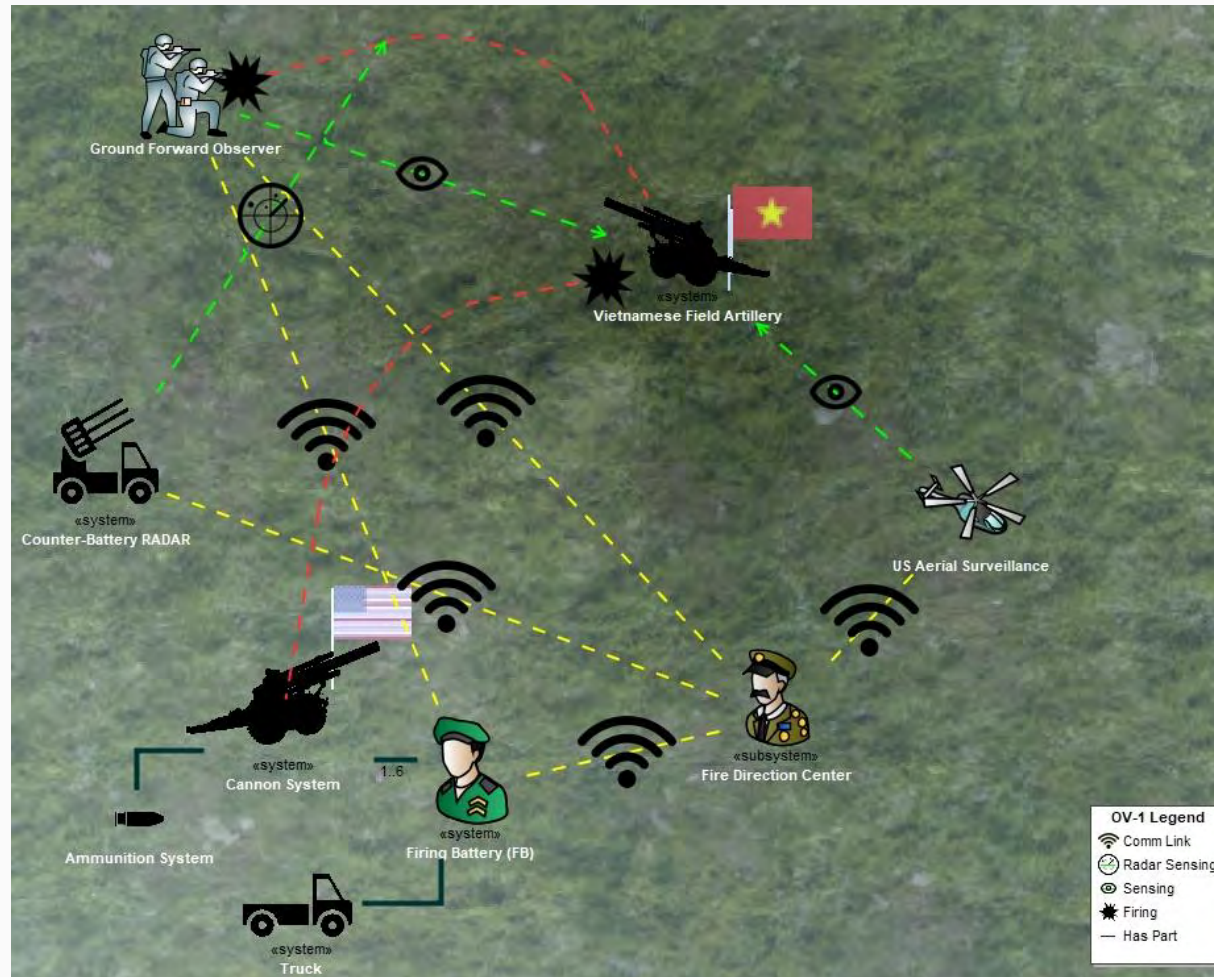 Ground Forward Observer
«system»
Vietnamese Field Artillery
«system»
Counter-Battery RADAR
US Aerial Surveillance
«system»
Cannon System
1..6
«subsystem»
Fire Direction Center
Ammunition System
«system»
Firing Battery (FB)
«system»
Truck
OV-1 Legend
Comm Link
Radar Sensing
Sensing
Firing
Has Part